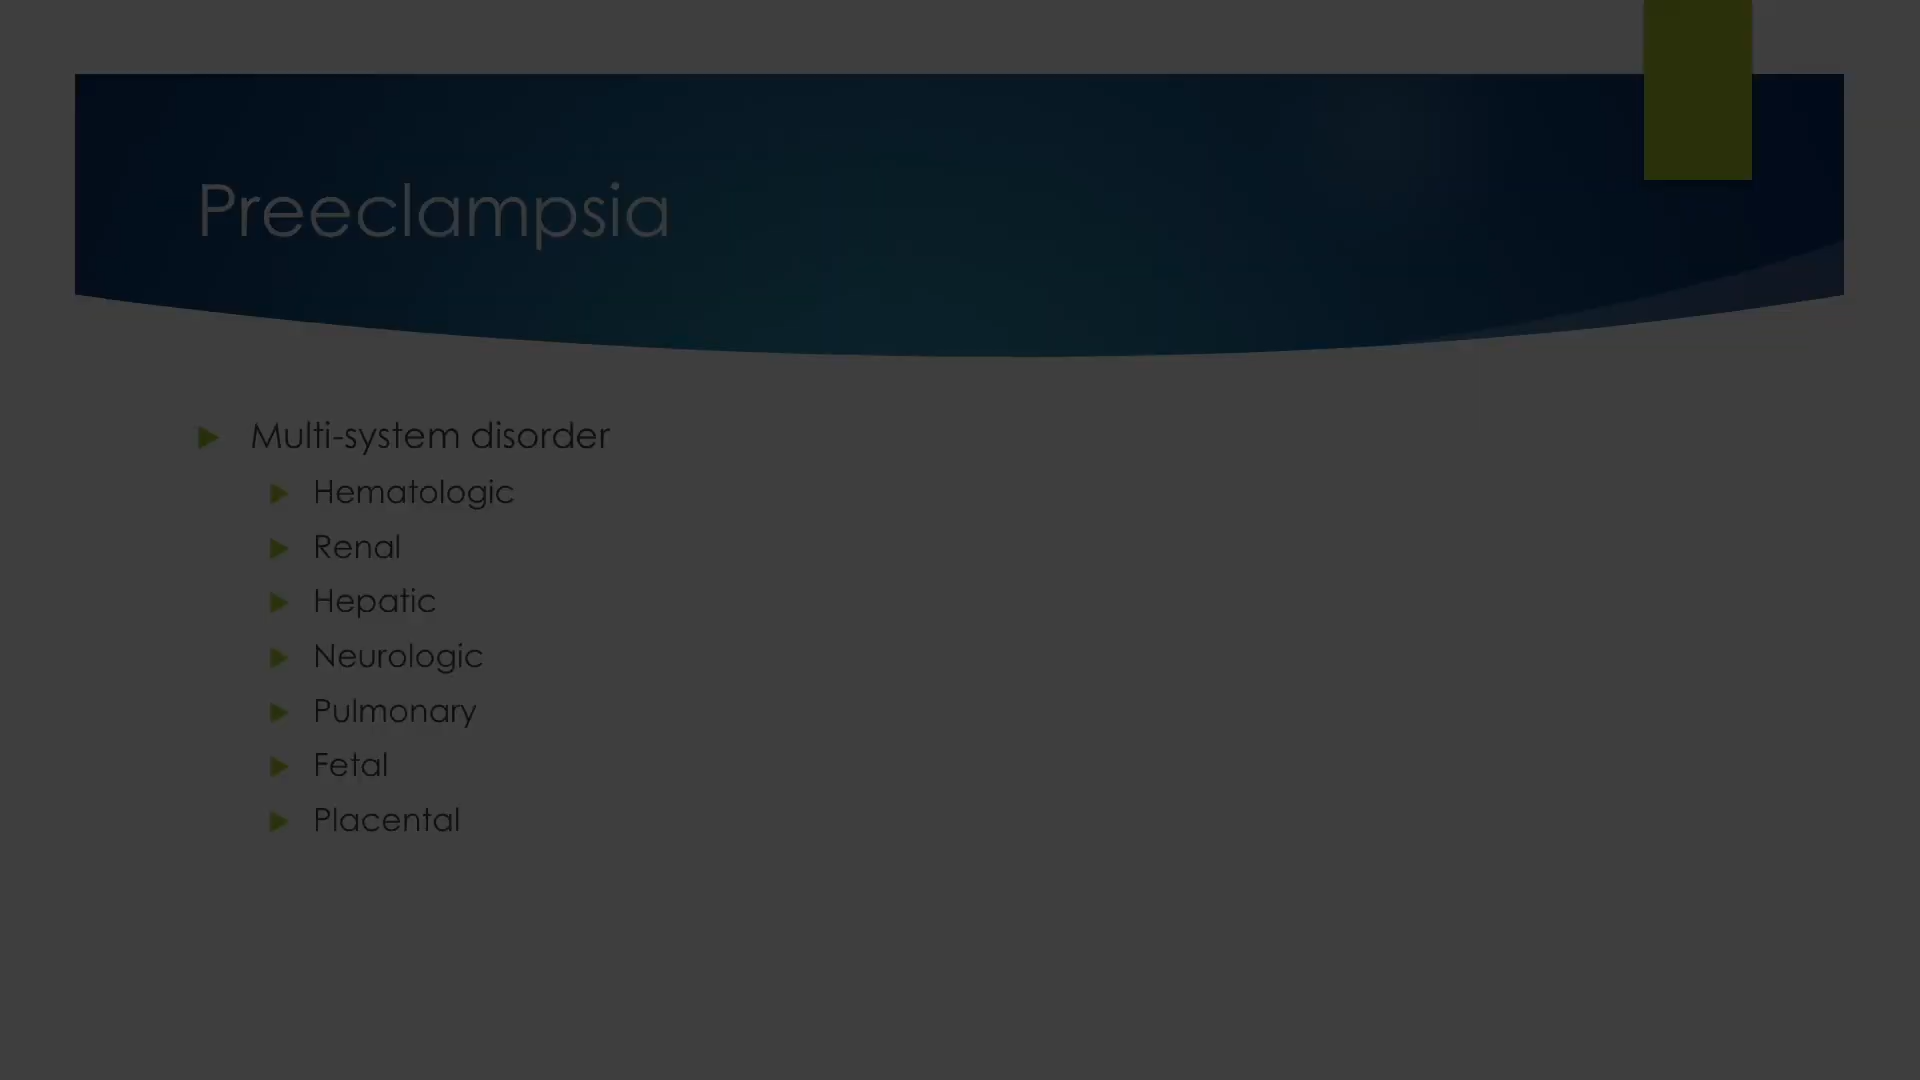 Preeclampsia
Multi-system disorder
Hematologic
Renal
Hepatic
Neurologic
Pulmonary
Fetal
Placental